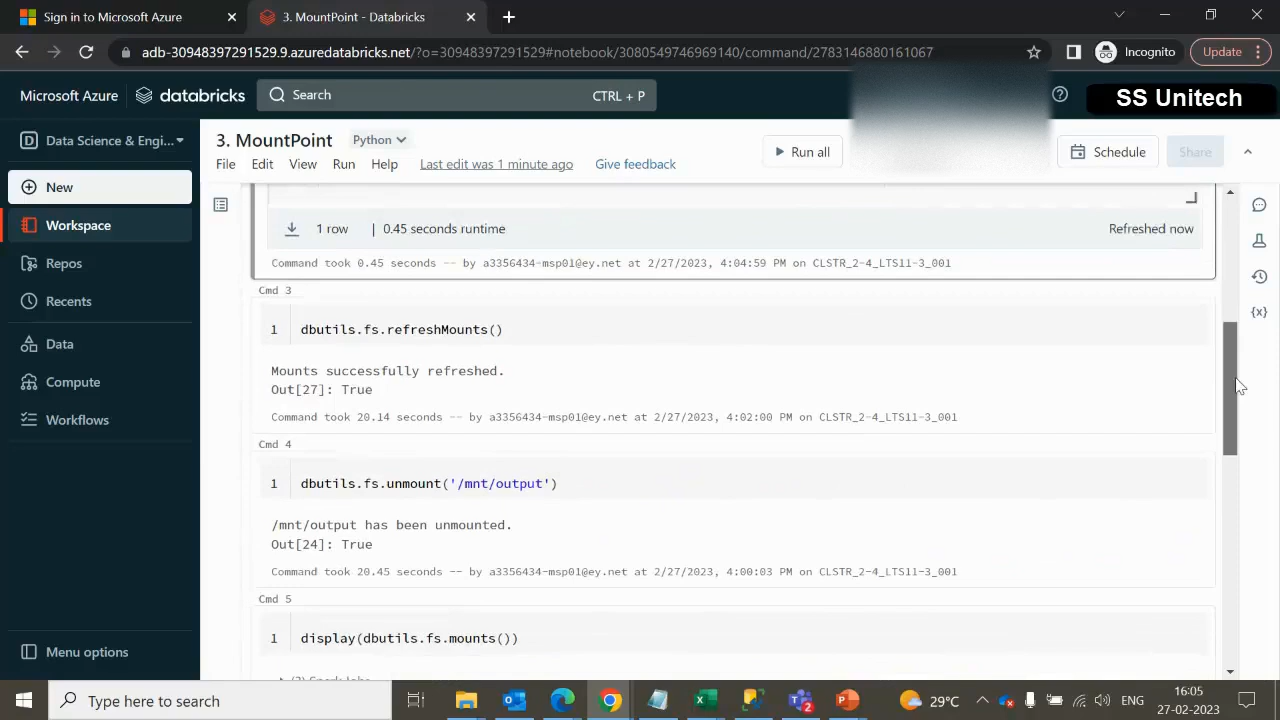 Sign in to Microsoft Azure
3. MountPoint - Databricks
adb-30948397291529.9.azuredatabricks.net/?o=30948397291529#notebook/3080549746969140/command/2783146880161067
Incognito
Update
Microsoft Azure
databricks
Search
CTRL + P
SS Unitech
Data Science & Engi...
3. MountPoint
Python
Run all
Schedule
Share
File
Edit
View
Run
Help
Last edit was 1 minute ago
Give feedback
New
Workspace
Repos
Recents
Data
Compute
Workflows
Menu options
1 row | 0.45 seconds runtime
Refreshed now
Command took 0.45 seconds -- by a3356434-msp01@ey.net at 2/27/2023, 4:04:59 PM on CLSTR_2-4_LTS11-3_001
Cmd 3
1 dbutils.fs.refreshMounts()
Mounts successfully refreshed.
Out[27]: True
Command took 20.14 seconds -- by a3356434-msp01@ey.net at 2/27/2023, 4:02:00 PM on CLSTR_2-4_LTS11-3_001
Cmd 4
1 dbutils.fs.unmount('/mnt/output')
/mnt/output has been unmounted.
Out[24]: True
Command took 20.45 seconds -- by a3356434-msp01@ey.net at 2/27/2023, 4:00:03 PM on CLSTR_2-4_LTS11-3_001
Cmd 5
1 display(dbutils.fs.mounts())
Type here to search
29°C
ENG
16:05
27-02-2023